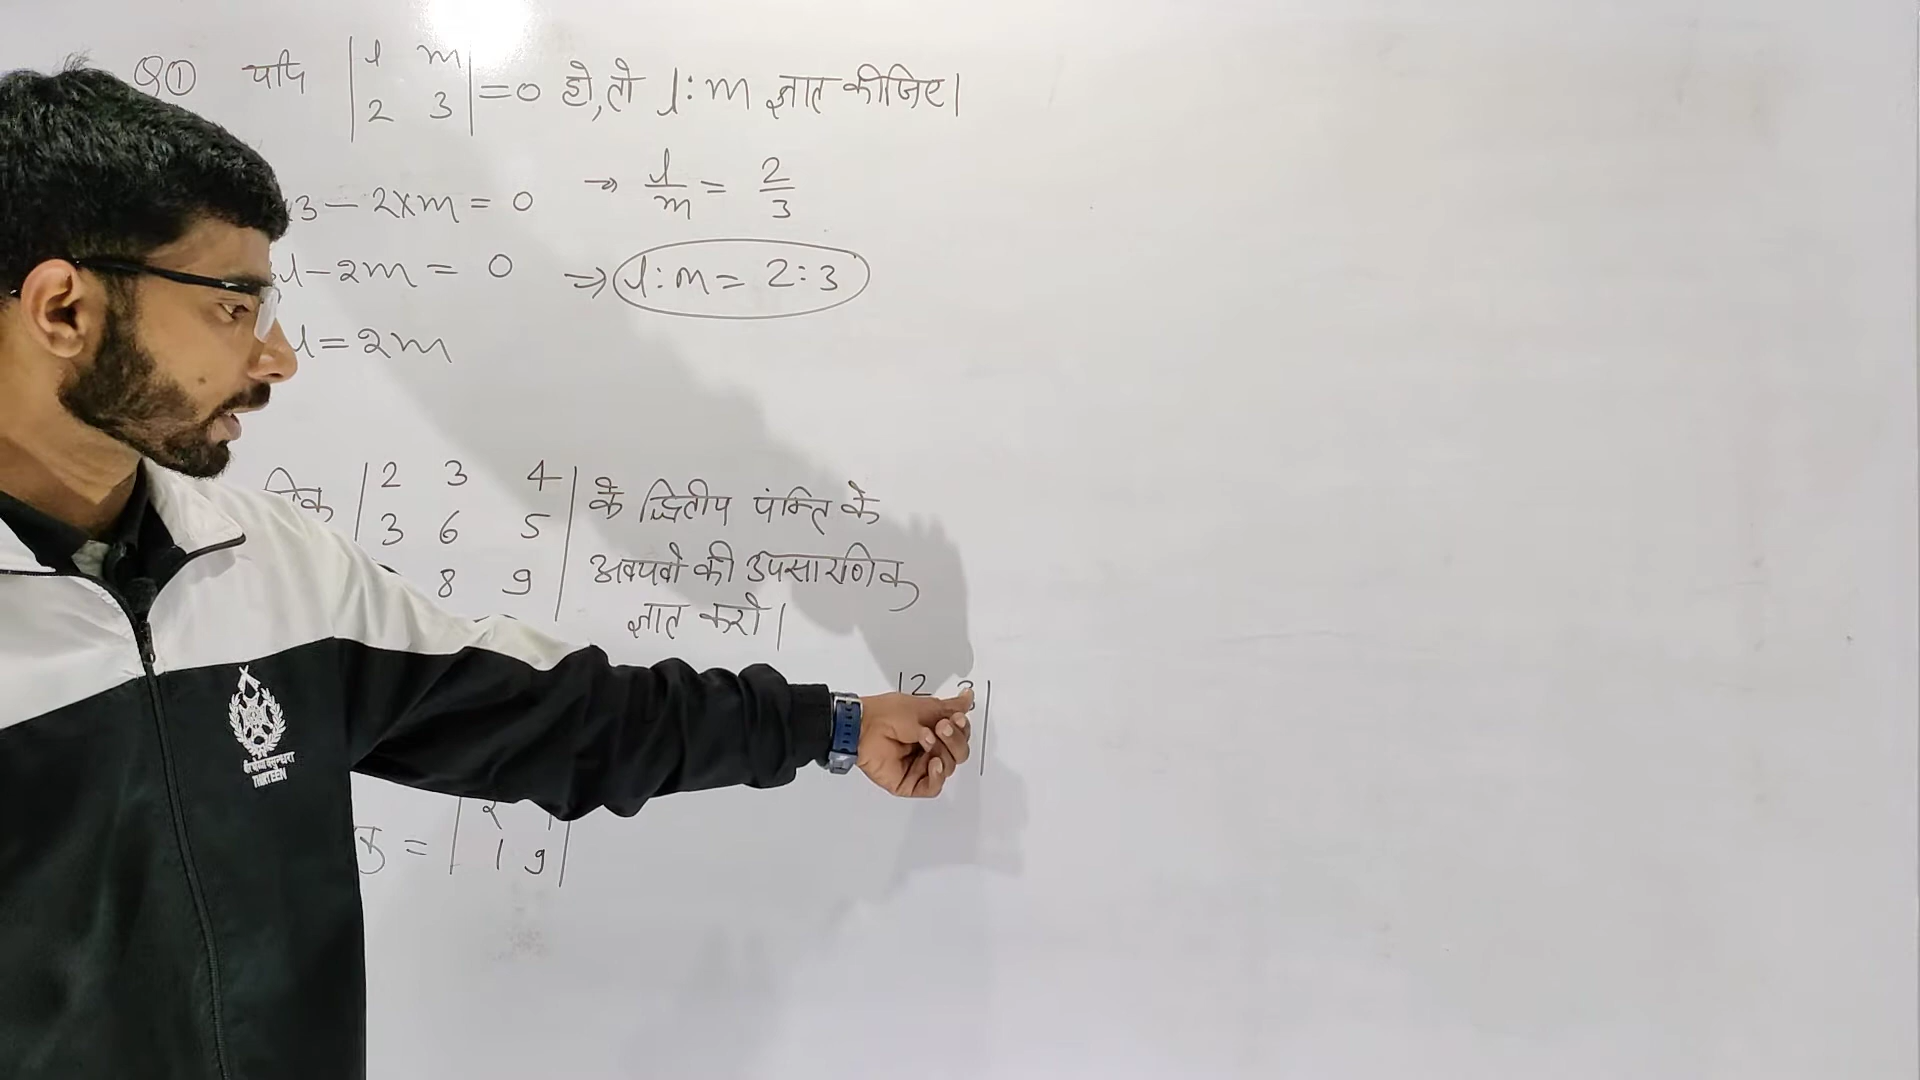 Q① यदि | l m | = 0 हो, तो l : m ज्ञात कीजिए।
| 2 3 |
3 – 2×m = 0 → l/m = 2/3
l – 2m = 0 ⇒ l : m = 2 : 3
l = 2m
| 2 3 4 | के द्वितीय पंक्ति के
| 3 6 5 |
8 9 | अवयवो की उपसारणिक
ज्ञात करो।
| 2 3 |
= | 1 9 |
THIRTEEN